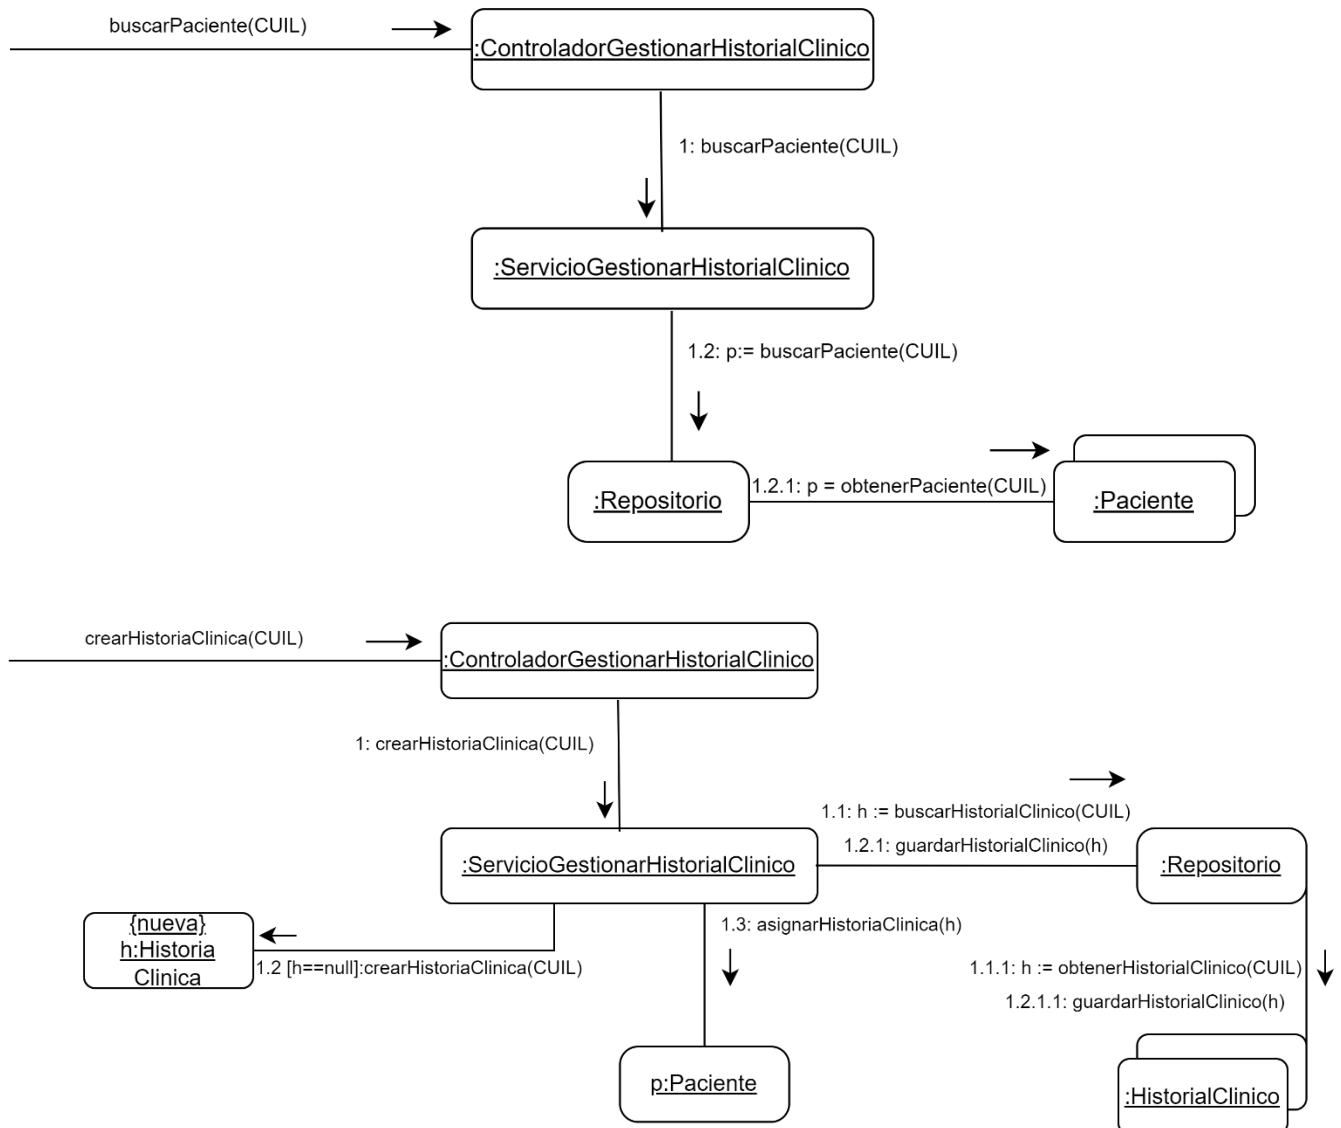 buscarPaciente(CUIL)
:ControladorGestionarHistorialClinico
1: buscarPaciente(CUIL)
:ServicioGestionarHistorialClinico
1.2: p:= buscarPaciente(CUIL)
:Repositorio
1.2.1: p = obtenerPaciente(CUIL)
:Paciente
crearHistoriaClinica(CUIL)
:ControladorGestionarHistorialClinico
1: crearHistoriaClinica(CUIL)
1.1: h := buscarHistorialClinico(CUIL)
1.2.1: guardarHistorialClinico(h)
:ServicioGestionarHistorialClinico
:Repositorio
{nueva}
h:Historia
Clinica
1.2 [h==null]:crearHistoriaClinica(CUIL)
1.3: asignarHistoriaClinica(h)
1.1.1: h := obtenerHistorialClinico(CUIL)
1.2.1.1: guardarHistorialClinico(h)
p:Paciente
:HistorialClinico